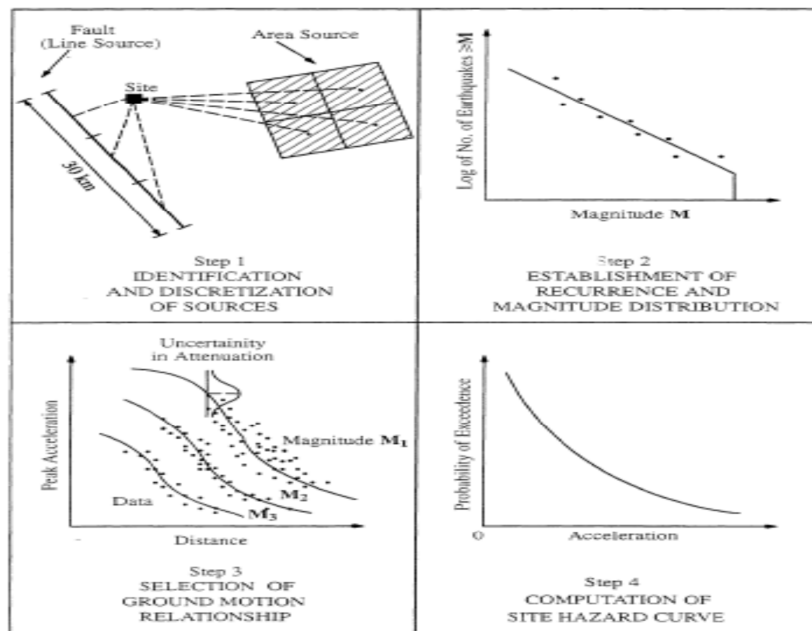 Fault
(Line Source)
Area Source
Site
30 km
Step 1
IDENTIFICATION
AND DISCRETIZATION
OF SOURCES
Log of No. of Earthquakes ≥M
Magnitude M
Step 2
ESTABLISHMENT OF
RECURRENCE AND
MAGNITUDE DISTRIBUTION
Uncertainity
in Attenuation
Peak Acceleration
Magnitude M1
M2
M3
Data
Distance
Step 3
SELECTION OF
GROUND MOTION
RELATIONSHIP
Probability of Exceedence
0
Acceleration
Step 4
COMPUTATION OF
SITE HAZARD CURVE